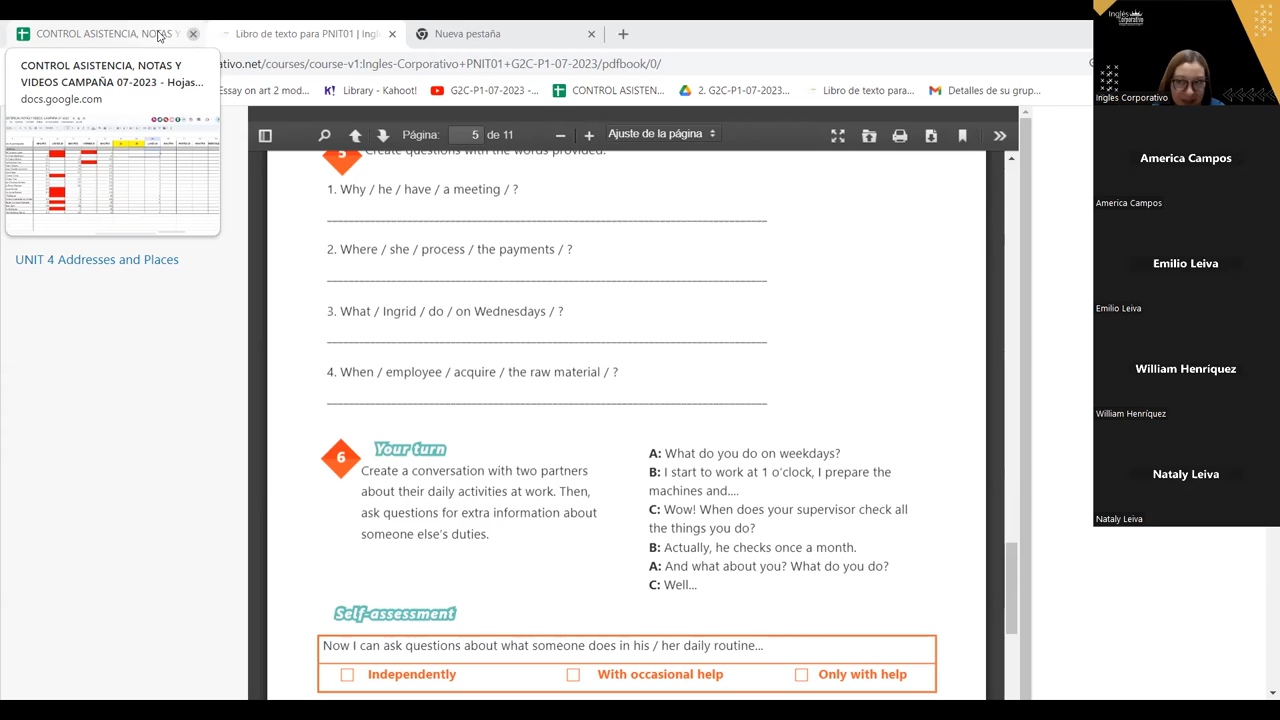 CONTROL ASISTENCIA, NOTAS Y
Libro de texto para PNIT01 | Ingl
Nueva pestaña
CONTROL ASISTENCIA, NOTAS Y
VIDEOS CAMPAÑA 07-2023 - Hojas...
docs.google.com
ativo.net/courses/course-v1:Ingles-Corporativo+PNIT01+G2C-P1-07-2023/pdfbook/0/
Essay on art 2 mod...
Library - Kahoot!
G2C-P1-07-2023 -...
CONTROL ASISTEN...
2. G2C-P1-07-2023...
Libro de texto para...
Detalles de su grup...
Página:
5 de 11
Ajuste de la página
UNIT 4 Addresses and Places
1. Why / he / have / a meeting / ?
2. Where / she / process / the payments / ?
3. What / Ingrid / do / on Wednesdays / ?
4. When / employee / acquire / the raw material / ?
6
Your turn
Create a conversation with two partners
about their daily activities at work. Then,
ask questions for extra information about
someone else's duties.
A: What do you do on weekdays?
B: I start to work at 1 o'clock, I prepare the
machines and....
C: Wow! When does your supervisor check all
the things you do?
B: Actually, he checks once a month.
A: And what about you? What do you do?
C: Well...
Self-assessment
Now I can ask questions about what someone does in his / her daily routine...
Independently
With occasional help
Only with help
Inglés
Corporativo
Ingles Corporativo
America Campos
America Campos
Emilio Leiva
Emilio Leiva
William Henríquez
William Henríquez
Nataly Leiva
Nataly Leiva